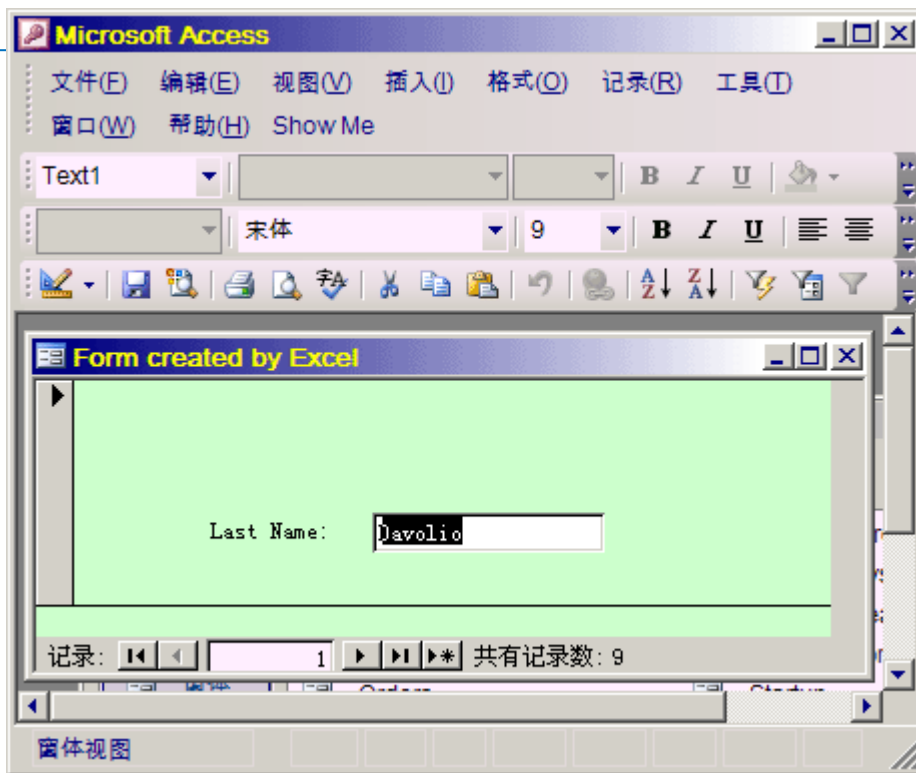 Microsoft Access
文件(F) 编辑(E) 视图(V) 插入(I) 格式(O) 记录(R) 工具(T)
窗口(W) 帮助(H) Show Me
Text1 B I U
宋体 9 B I U
Form created by Excel
Last Name: Davolio
记录: 1 共有记录数: 9
Orders Startup
窗体视图